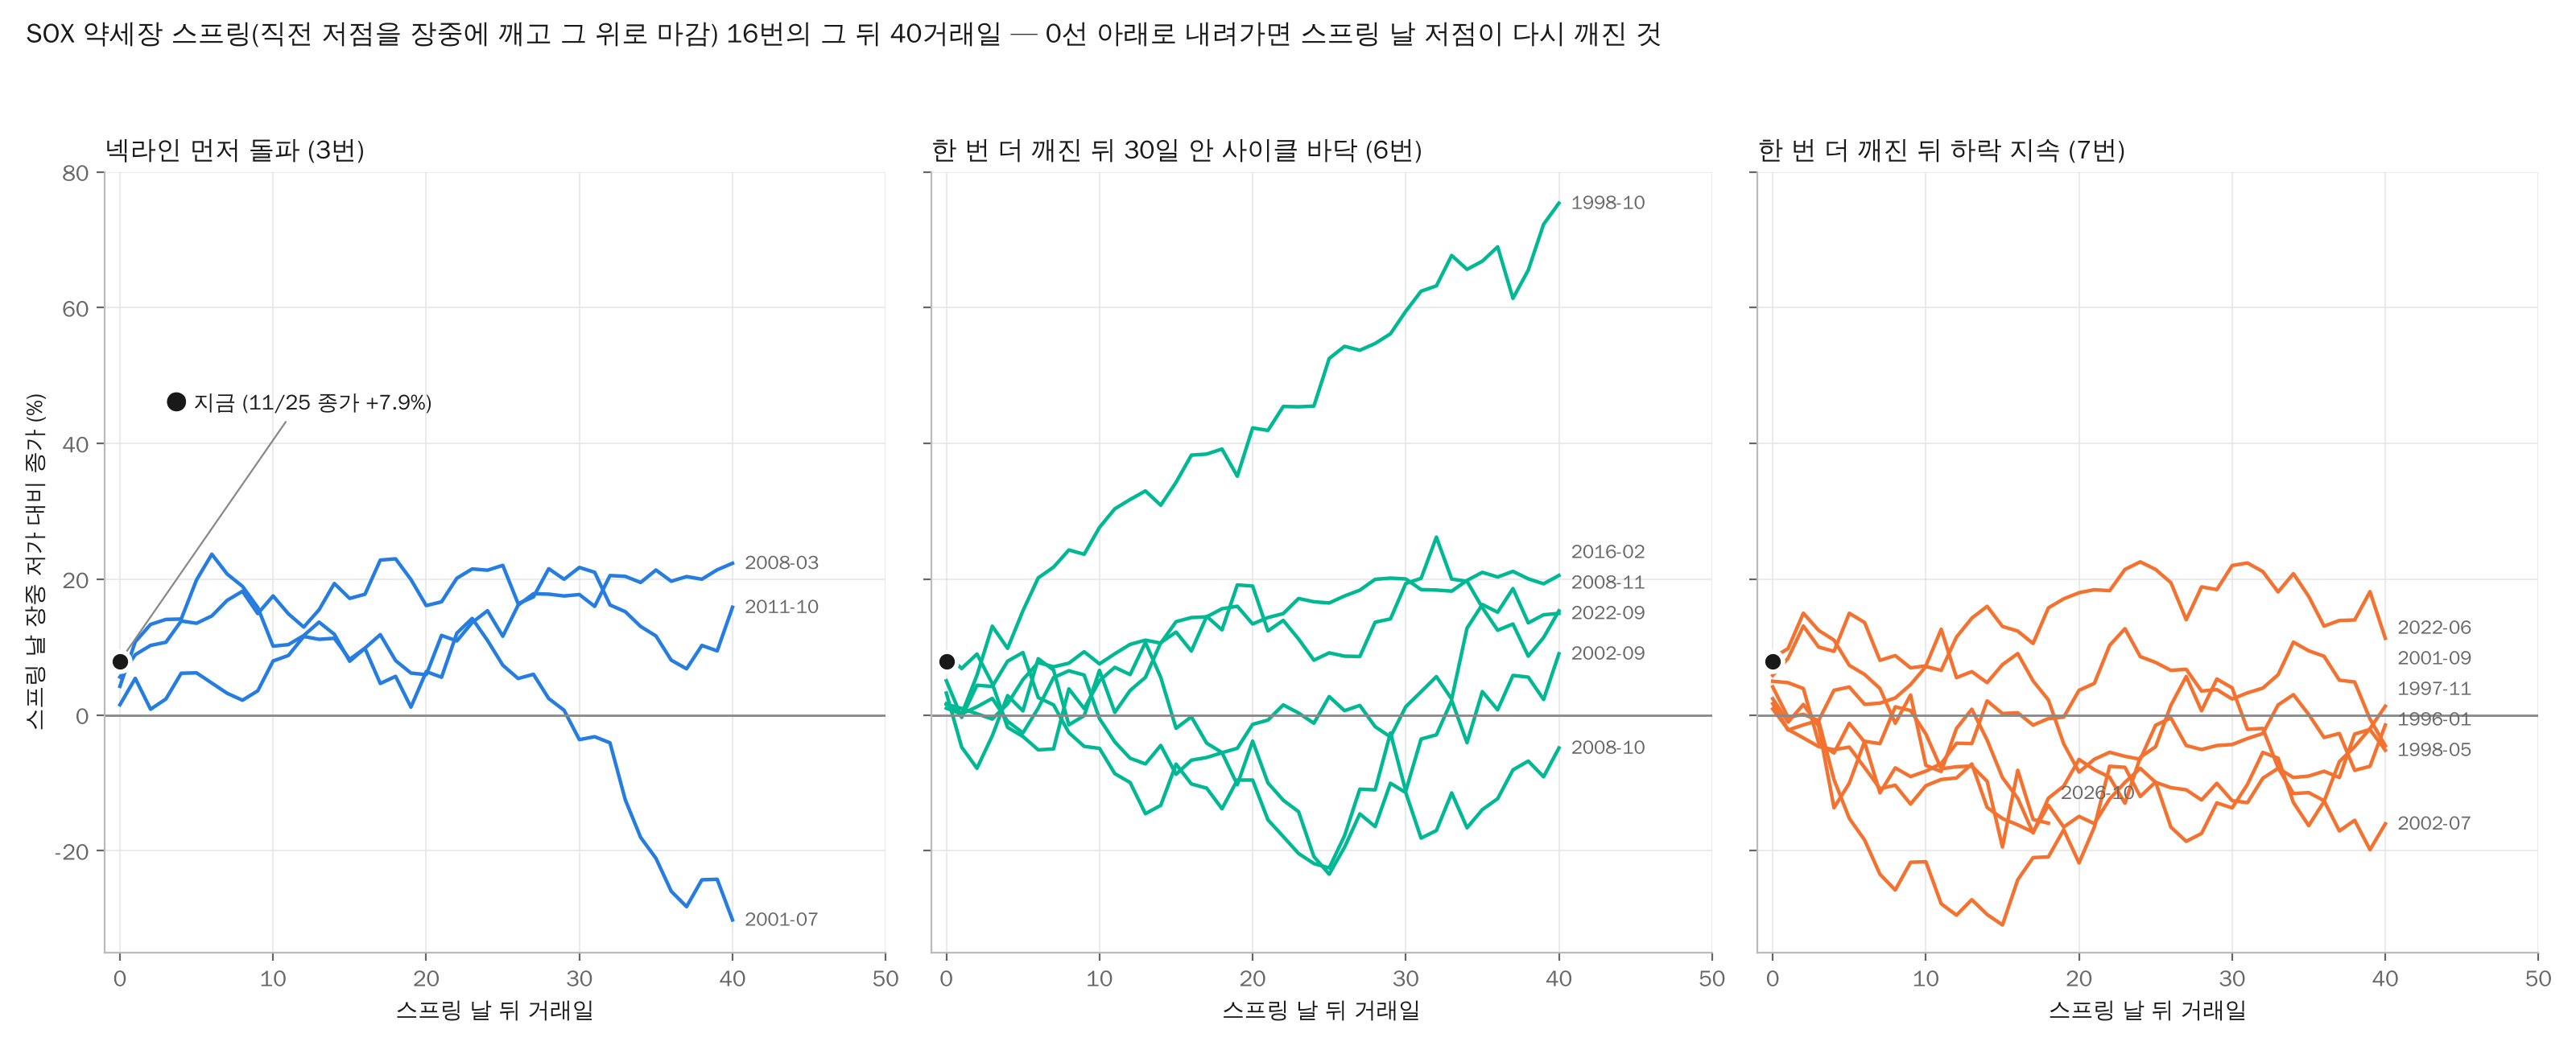 SOX 약세장 스프링(직전 저점을 장중에 깨고 그 위로 마감) 16번의 그 뒤 40거래일 — 0선 아래로 내려가면 스프링 날 저점이 다시 깨진 것
넥라인 먼저 돌파 (3번)
스프링 날 장중 저가 대비 종가 (%)
80
60
40
20
0
-20
지금 (11/25 종가 +7.9%)
2008-03
2011-10
2001-07
0 10 20 30 40 50
스프링 날 뒤 거래일
한 번 더 깨진 뒤 30일 안 사이클 바닥 (6번)
1998-10
2016-02
2008-11
2022-09
2002-09
2008-10
0 10 20 30 40 50
스프링 날 뒤 거래일
한 번 더 깨진 뒤 하락 지속 (7번)
2022-06
2001-09
1997-11
1996-01
1998-05
2026-10
2002-07
0 10 20 30 40 50
스프링 날 뒤 거래일